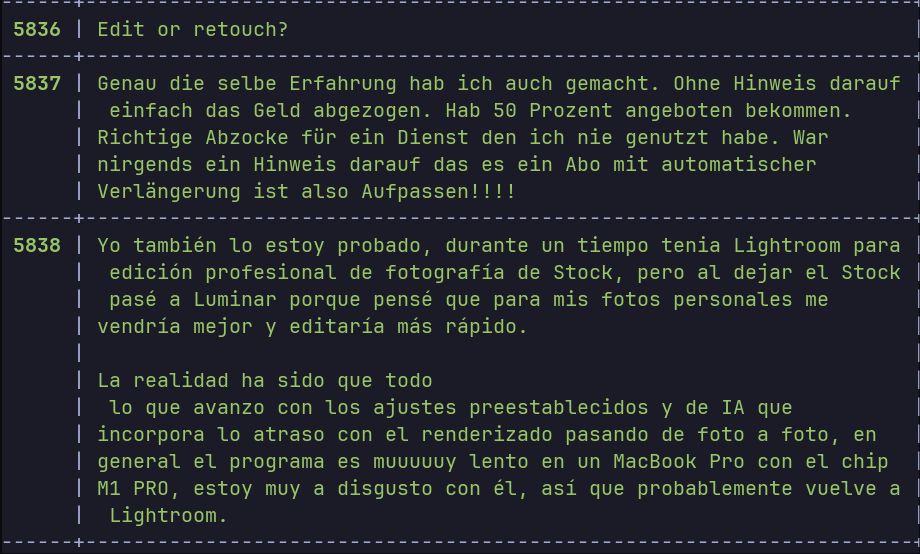 5836 | Edit or retouch?
5837 | Genau die selbe Erfahrung hab ich auch gemacht. Ohne Hinweis darauf
| einfach das Geld abgezogen. Hab 50 Prozent angeboten bekommen.
| Richtige Abzocke für ein Dienst den ich nie genutzt habe. War
| nirgends ein Hinweis darauf das es ein Abo mit automatischer
| Verlängerung ist also Aufpassen!!!!
5838 | Yo también lo estoy probado, durante un tiempo tenia Lightroom para
| edición profesional de fotografía de Stock, pero al dejar el Stock
| pasé a Luminar porque pensé que para mis fotos personales me
| vendría mejor y editaría más rápido.
|
| La realidad ha sido que todo
| lo que avanzo con los ajustes preestablecidos y de IA que
| incorpora lo atraso con el renderizado pasando de foto a foto, en
| general el programa es muuuuuy lento en un MacBook Pro con el chip
| M1 PRO, estoy muy a disgusto con él, así que probablemente vuelve a
| Lightroom.